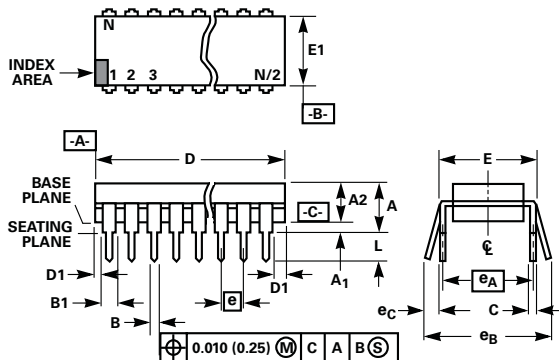 N
E1
INDEX
AREA
1 2 3 N/2
-B-
-A-
D
E
BASE
PLANE
A2
A
-C-
SEATING
PLANE
L
D1
A1
D1
B1
e
eA
B
eC
C
eB
0.010 (0.25) M C A B S